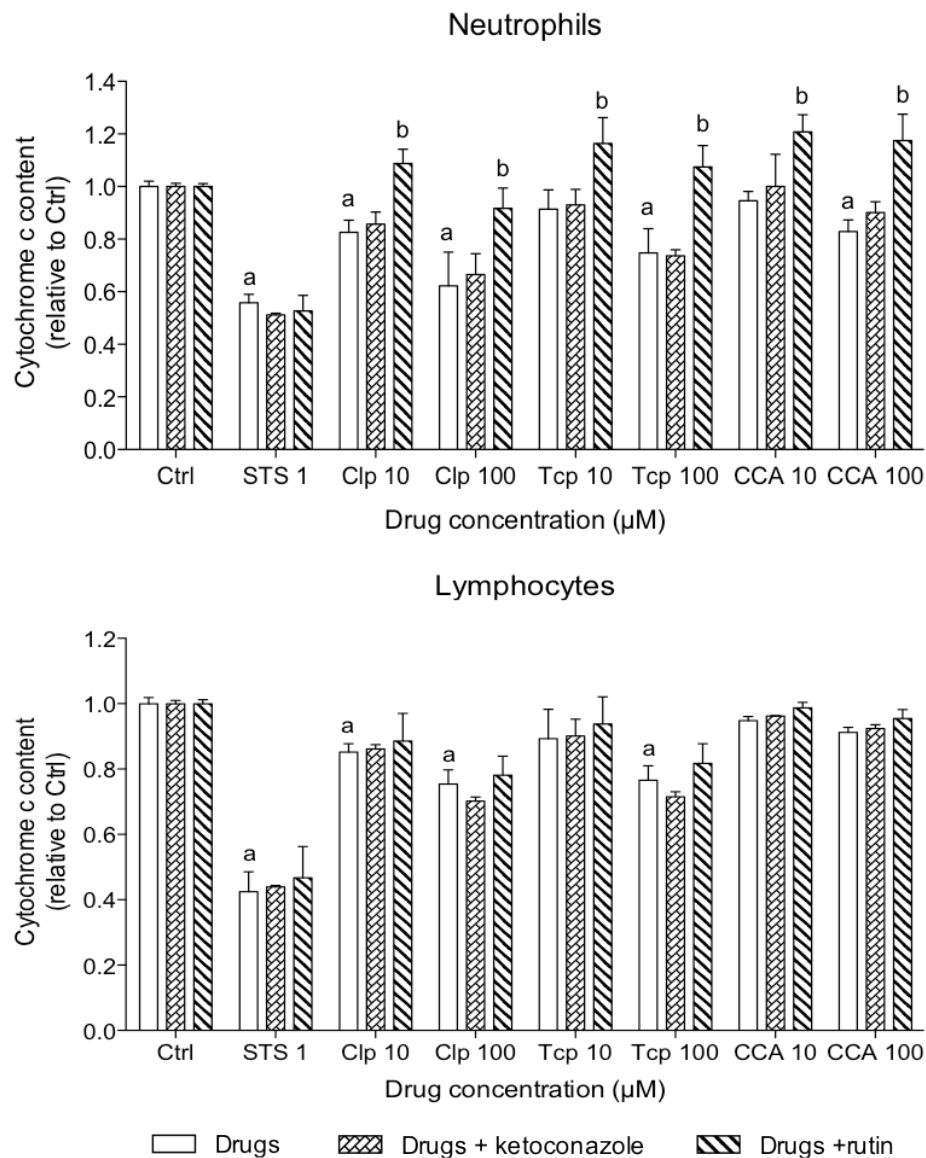 Neutrophils
Cytochrome c content
(relative to Ctrl)
1.4
1.2
1.0
0.8
0.6
0.4
0.2
0.0
a
a
b
a
b
b
a
b
b
a
b
Ctrl STS 1 Clp 10 Clp 100 Tcp 10 Tcp 100 CCA 10 CCA 100
Drug concentration (µM)
Lymphocytes
Cytochrome c content
(relative to Ctrl)
1.2
1.0
0.8
0.6
0.4
0.2
0.0
a
a
a
a
Ctrl STS 1 Clp 10 Clp 100 Tcp 10 Tcp 100 CCA 10 CCA 100
Drug concentration (µM)
Drugs Drugs + ketoconazole Drugs +rutin